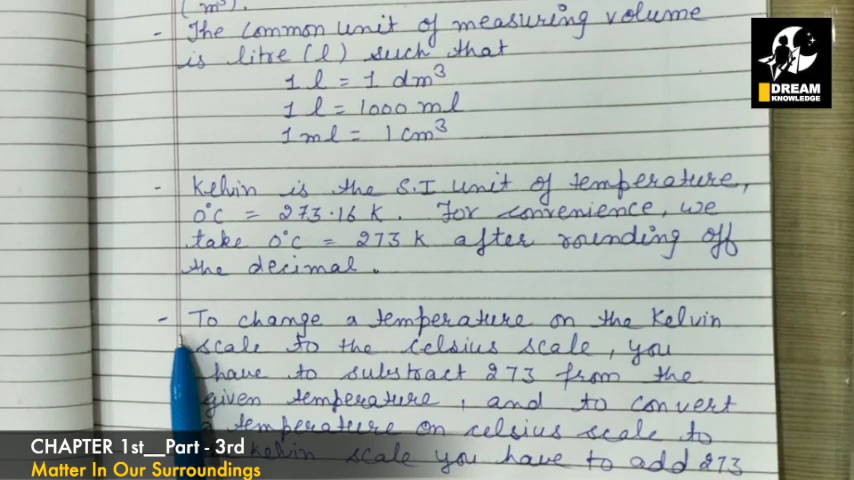 (m³).
- The common unit of measuring volume
is litre (l) such that
1 l = 1 dm³
1 l = 1000 ml
1 ml = 1 cm³
- Kelvin is the S.I unit of temperature,
0°C = 273.16 K. For convenience, we
take 0°C = 273 K after rounding off
the decimal.
- To change a temperature on the Kelvin
scale to the celsius scale, you
have to substract 273 from the
given temperature, and to convert
a temperature on celsius scale to
kelvin scale you have to add 273
DREAM
KNOWLEDGE
CHAPTER 1st__Part - 3rd
Matter In Our Surroundings